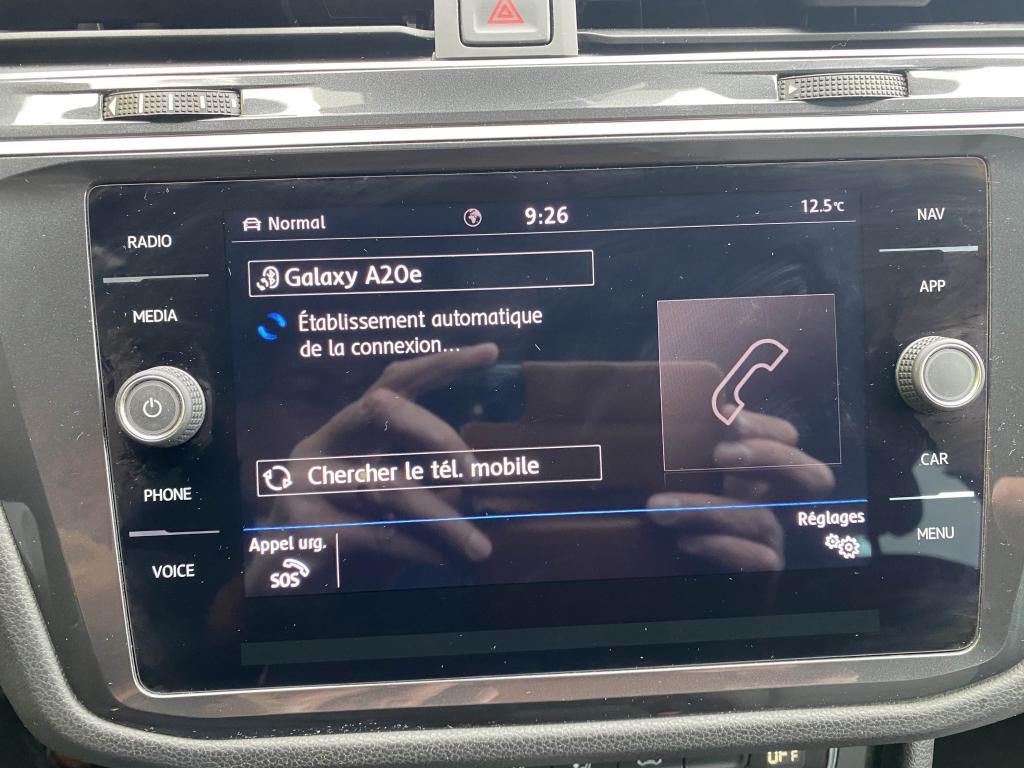 Normal
9:26
12.5°C
RADIO
MEDIA
PHONE
VOICE
Galaxy A20e
Établissement automatique
de la connexion...
Chercher le tél. mobile
Appel urg.
SOS
Réglages
NAV
APP
CAR
MENU
OFF